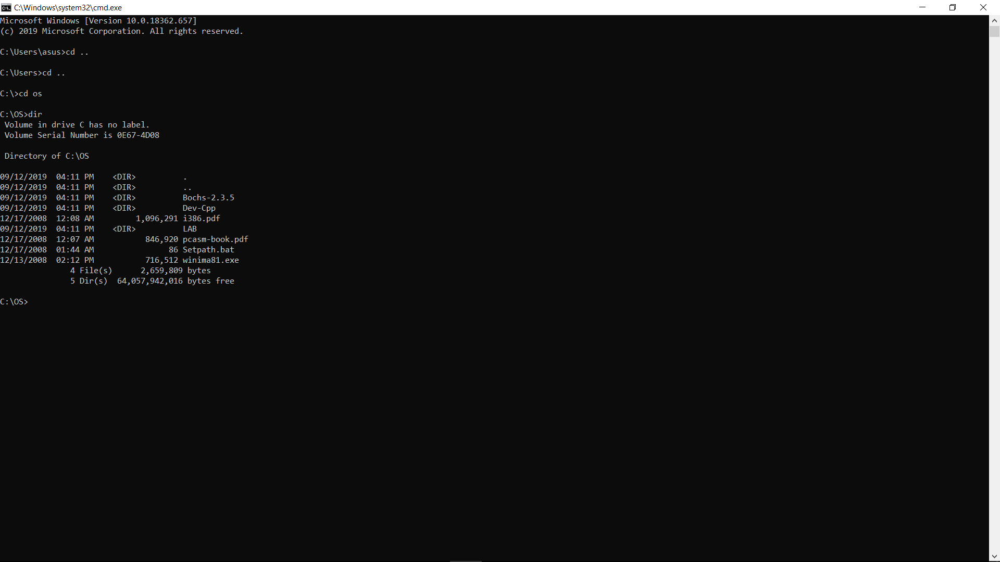 C:\Windows\system32\cmd.exe
Microsoft Windows [Version 10.0.18362.657]
(c) 2019 Microsoft Corporation. All rights reserved.
C:\Users\asus>cd ..
C:\Users>cd ..
C:\>cd os
C:\OS>dir
 Volume in drive C has no label.
 Volume Serial Number is 0E67-4D08
 Directory of C:\OS
09/12/2019  04:11 PM    <DIR>          .
09/12/2019  04:11 PM    <DIR>          ..
09/12/2019  04:11 PM    <DIR>          Bochs-2.3.5
09/12/2019  04:11 PM    <DIR>          Dev-Cpp
12/17/2008  12:08 AM         1,096,291 i386.pdf
09/12/2019  04:11 PM    <DIR>          LAB
12/17/2008  12:07 AM           846,920 pcasm-book.pdf
12/17/2008  01:44 AM                86 Setpath.bat
12/13/2008  02:12 PM           716,512 winima81.exe
               4 File(s)      2,659,809 bytes
               5 Dir(s)  64,057,942,016 bytes free
C:\OS>